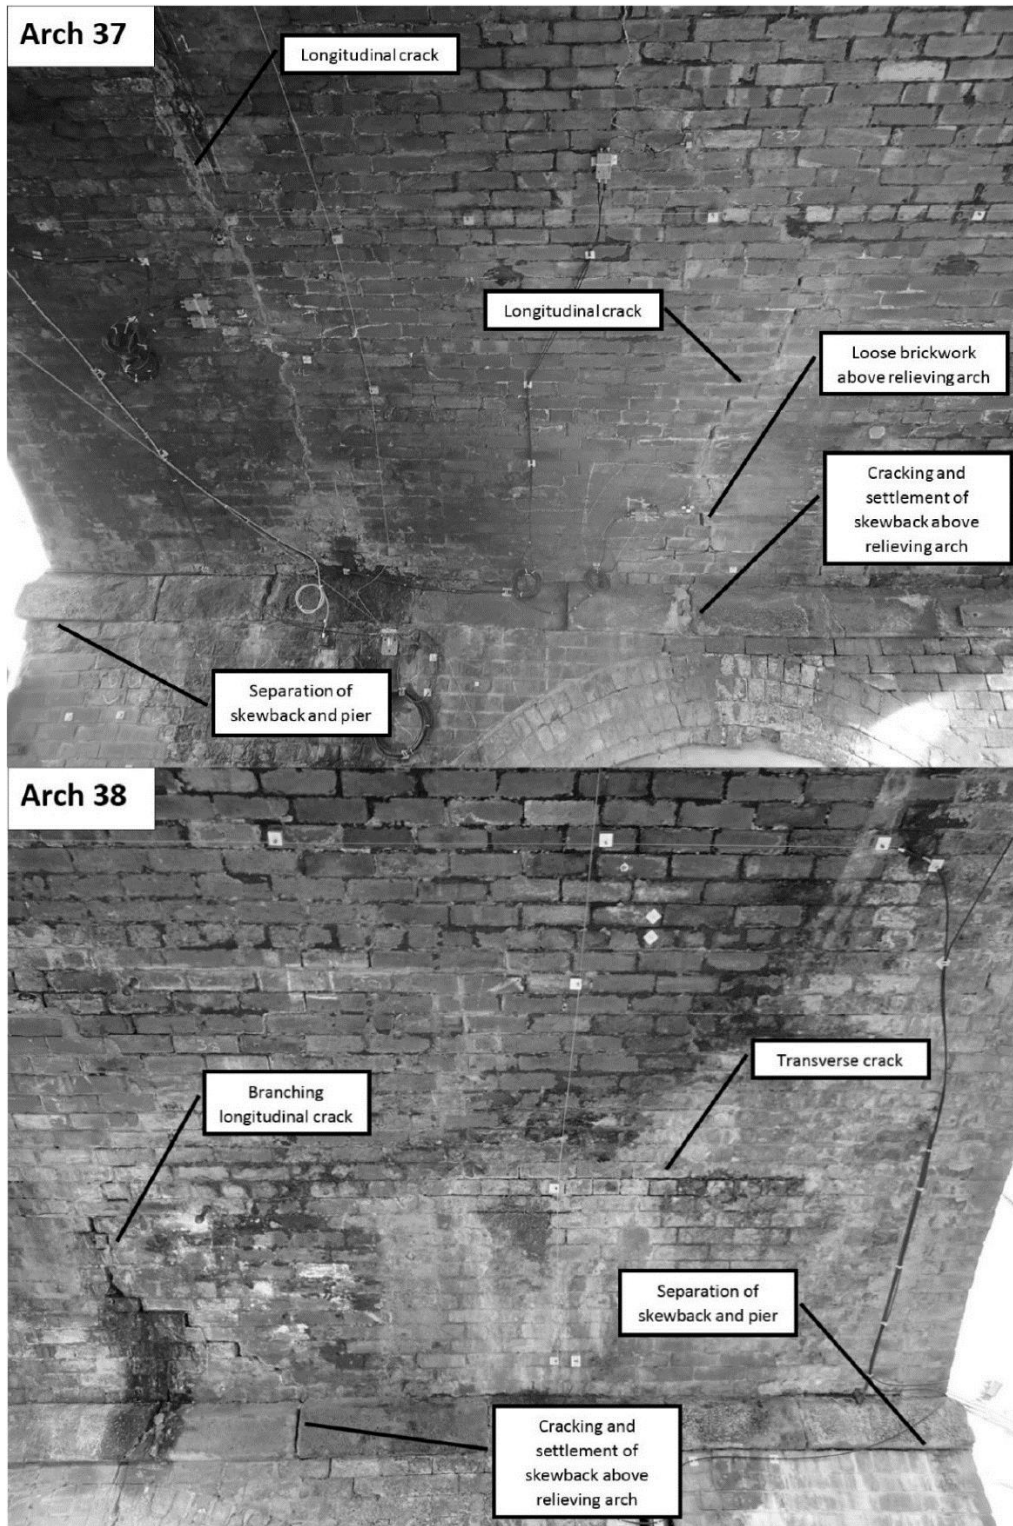 Arch 37
Longitudinal crack
Longitudinal crack
Loose brickwork
above relieving arch
Cracking and
settlement of
skewback above
relieving arch
Separation of
skewback and pier
Arch 38
Transverse crack
Branching
longitudinal crack
Separation of
skewback and pier
Cracking and
settlement of
skewback above
relieving arch